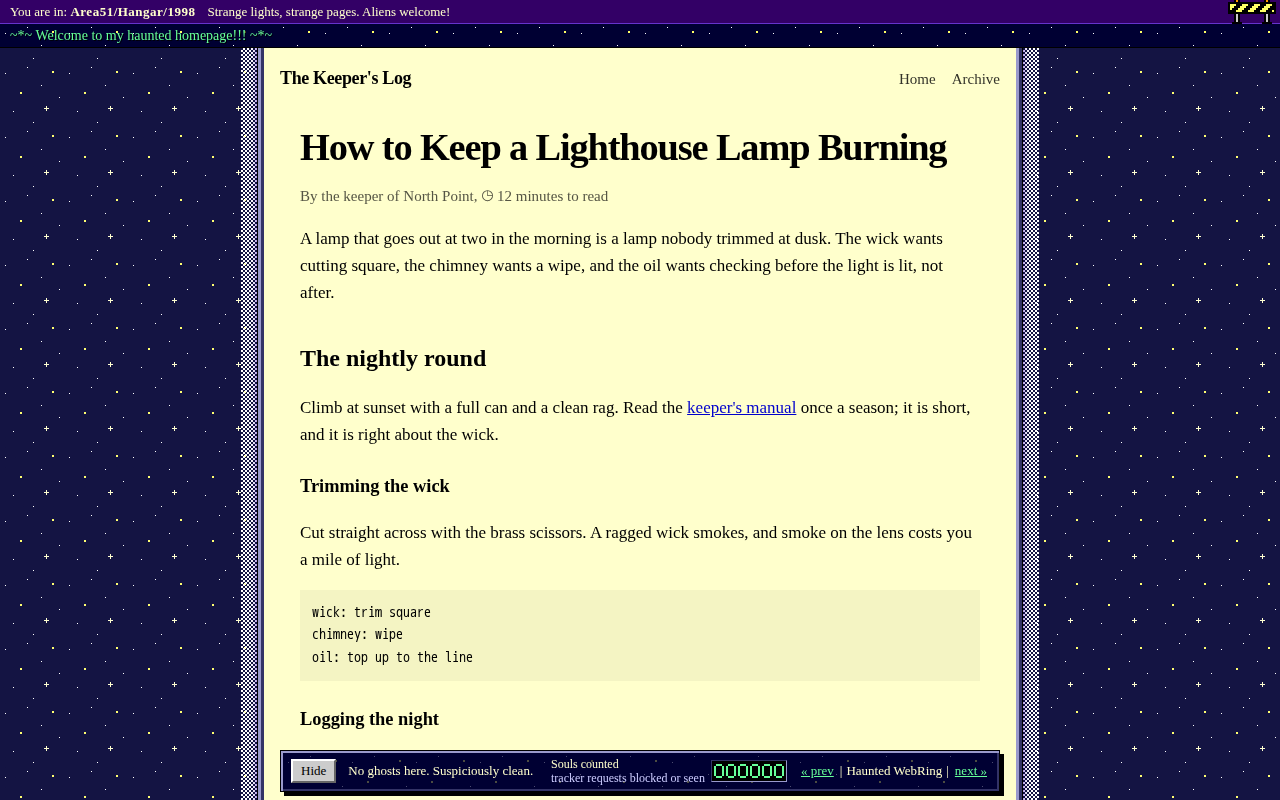 You are in: Area51/Hangar/1998 Strange lights, strange pages. Aliens welcome!
~*~ Welcome to my haunted homepage!!! ~*~
The Keeper's Log
Home Archive
How to Keep a Lighthouse Lamp Burning
By the keeper of North Point, 12 minutes to read
A lamp that goes out at two in the morning is a lamp nobody trimmed at dusk. The wick wants
cutting square, the chimney wants a wipe, and the oil wants checking before the light is lit, not
after.
The nightly round
Climb at sunset with a full can and a clean rag. Read the keeper's manual once a season; it is short,
and it is right about the wick.
Trimming the wick
Cut straight across with the brass scissors. A ragged wick smokes, and smoke on the lens costs you
a mile of light.
wick: trim square
chimney: wipe
oil: top up to the line
Logging the night
Hide No ghosts here. Suspiciously clean.
Souls counted
tracker requests blocked or seen
000000
« prev | Haunted WebRing | next »